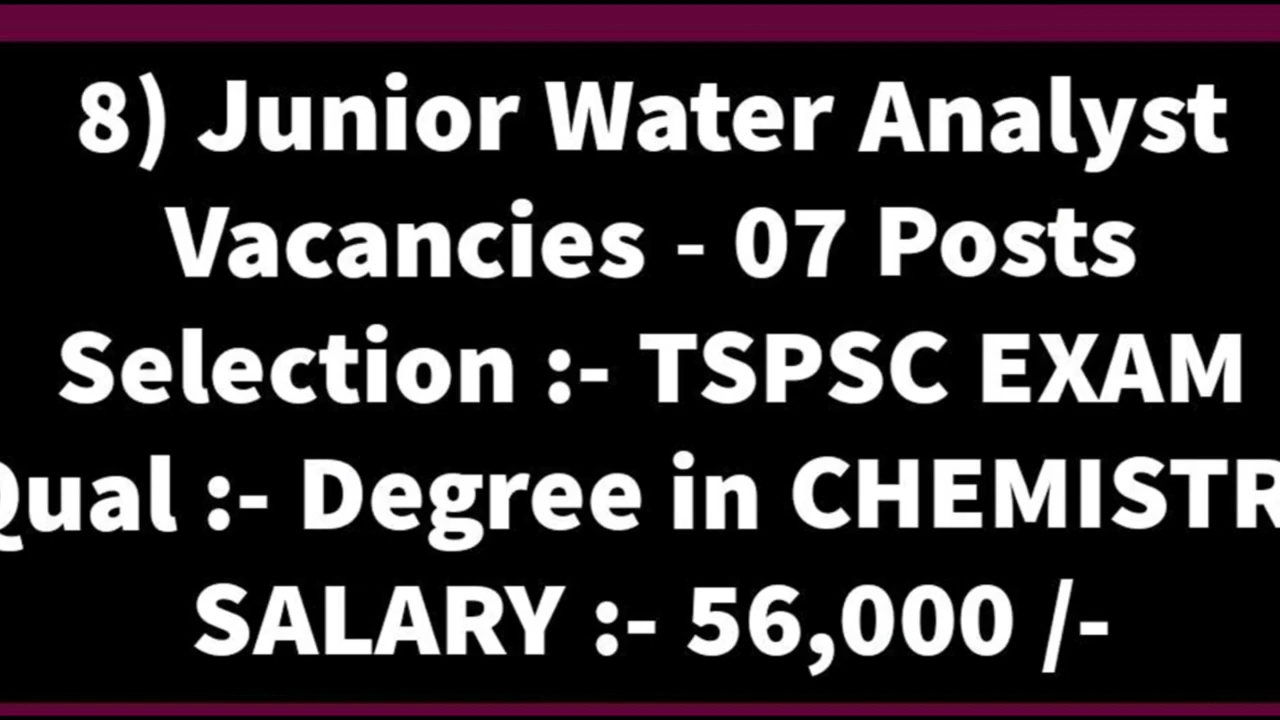 8) Junior Water Analyst
Vacancies - 07 Posts
Selection :- TSPSC EXAM
Qual :- Degree in CHEMISTR
SALARY :- 56,000 /-